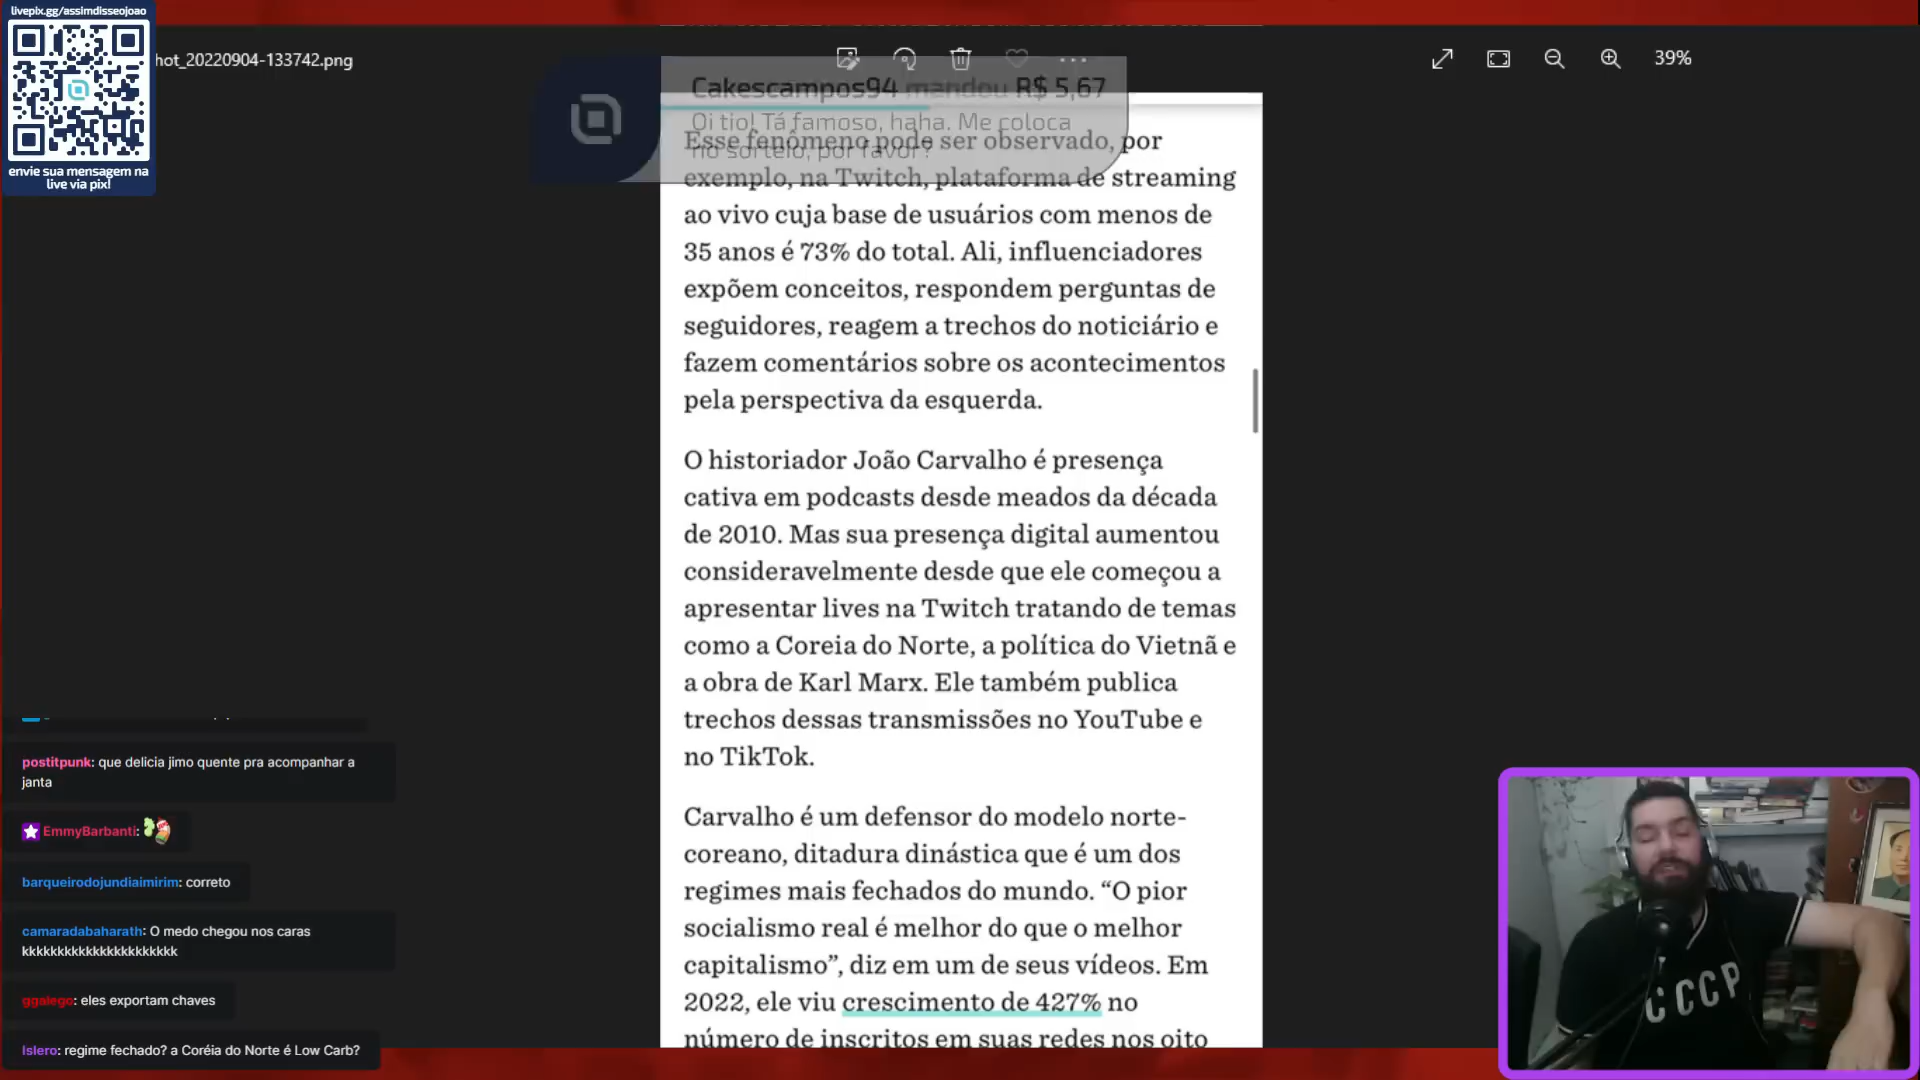 livepix.gg/assimdisseojoao
envie sua mensagem na
live via pix!
hot_20220904-133742.png
39%
Cakescampos94 mandou R$ 5,67
Oi tio! Tá famoso, haha. Me coloca
no sorteio, por favor?
Esse fenômeno pode ser observado, por
exemplo, na Twitch, plataforma de streaming
ao vivo cuja base de usuários com menos de
35 anos é 73% do total. Ali, influenciadores
expõem conceitos, respondem perguntas de
seguidores, reagem a trechos do noticiário e
fazem comentários sobre os acontecimentos
pela perspectiva da esquerda.
O historiador João Carvalho é presença
cativa em podcasts desde meados da década
de 2010. Mas sua presença digital aumentou
consideravelmente desde que ele começou a
apresentar lives na Twitch tratando de temas
como a Coreia do Norte, a política do Vietnã e
a obra de Karl Marx. Ele também publica
trechos dessas transmissões no YouTube e
no TikTok.
Carvalho é um defensor do modelo norte-
coreano, ditadura dinástica que é um dos
regimes mais fechados do mundo. “O pior
socialismo real é melhor do que o melhor
capitalismo”, diz em um de seus vídeos. Em
2022, ele viu crescimento de 427% no
número de inscritos em suas redes nos oito
postitpunk: que delicia jimo quente pra acompanhar a
janta
EmmyBarbanti:
barqueirodojundiaimirim: correto
camaradabaharath: O medo chegou nos caras
kkkkkkkkkkkkkkkkkkkkkk
ggalego: eles exportam chaves
Islero: regime fechado? a Coréia do Norte é Low Carb?
CCCP